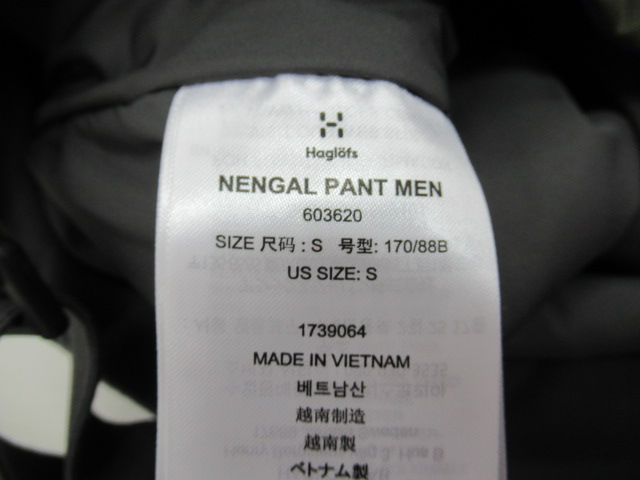 Haglöfs
NENGAL PANT MEN
603620
SIZE 尺码 : S 号型: 170/88B
US SIZE: S
1739064
MADE IN VIETNAM
베트남산
越南制造
越南製
ベトナム製